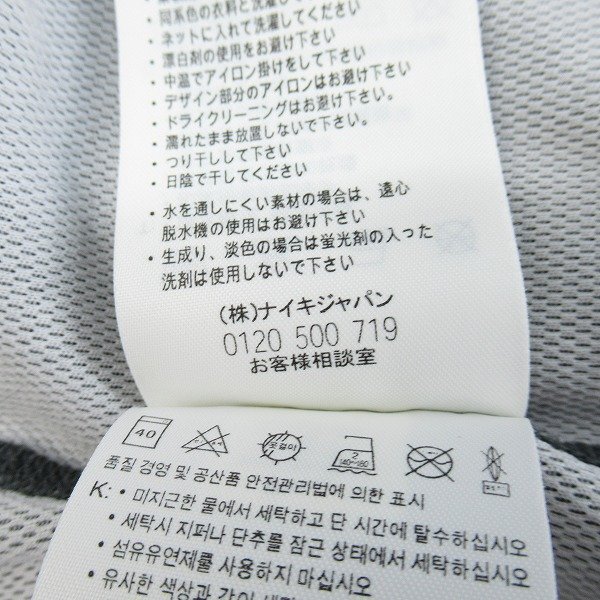 ・同系色の衣料と洗濯し
・ネットに入れて洗濯してください
・漂白剤の使用をお避け下さい
・中温でアイロン掛けをして下さい
・デザイン部分のアイロンはお避け下さい
・ドライクリーニングはお避け下さい。
・濡れたまま放置しないで下さい。
・つり干しして下さい
・日陰で干してください
・水を通しにくい素材の場合は、遠心
脱水機の使用はお避け下さい
・生成り、淡色の場合は蛍光剤の入った
洗剤は使用しないで下さい
(株)ナイキジャパン
0120 500 719
お客様相談室
40 옷걸이 2 140~160
품질 경영 및 공산품 안전관리법에 의한 표시
K: ・미지근한 물에서 세탁하고 단 시간에 탈수하십시오
・세탁시 지퍼나 단추를 잠근 상태에서 세탁하십시오
・섬유유연제를 사용하지 마십시오
・유사한 색상과 같이 세탁